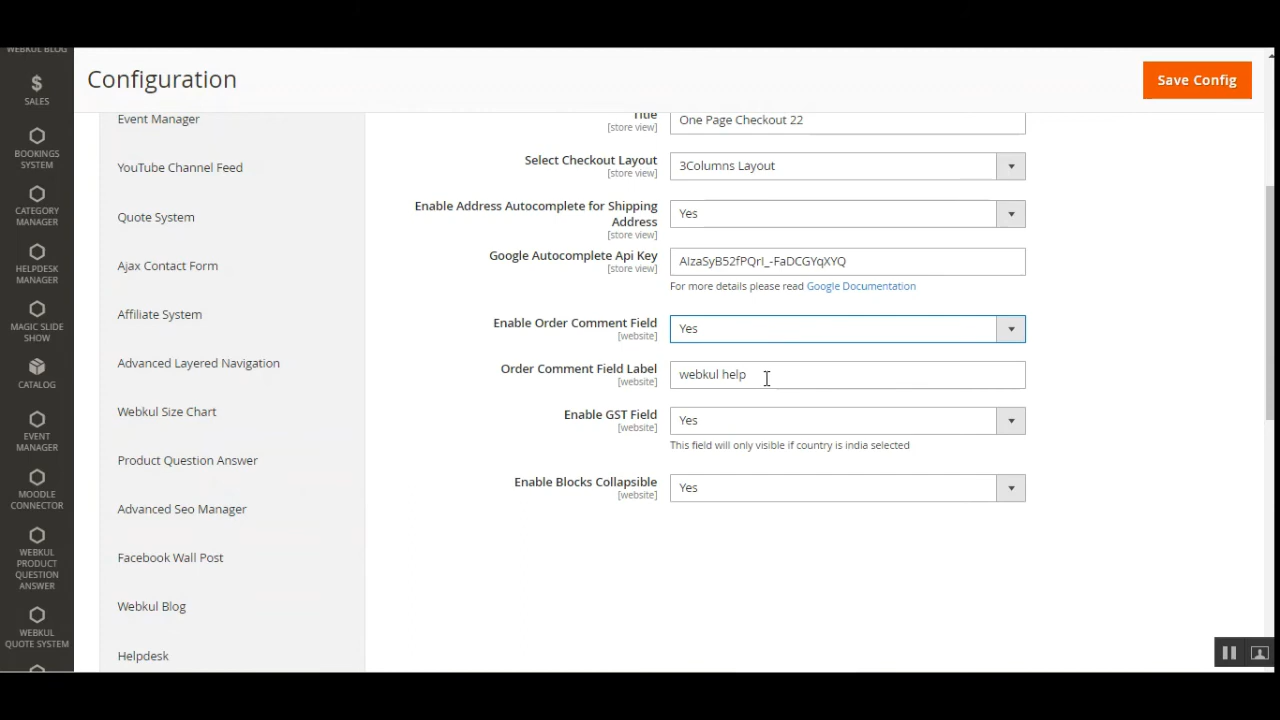 WEBKUL BLOG
SALES
BOOKINGS
SYSTEM
CATEGORY
MANAGER
HELPDESK
MANAGER
MAGIC SLIDE
SHOW
CATALOG
EVENT
MANAGER
MOODLE
CONNECTOR
WEBKUL
PRODUCT
QUESTION
ANSWER
WEBKUL
QUOTE SYSTEM
Configuration
Save Config
Event Manager
YouTube Channel Feed
Quote System
Ajax Contact Form
Affiliate System
Advanced Layered Navigation
Webkul Size Chart
Product Question Answer
Advanced Seo Manager
Facebook Wall Post
Webkul Blog
Helpdesk
Title
[store view]
One Page Checkout 22
Select Checkout Layout
[store view]
3Columns Layout
Enable Address Autocomplete for Shipping
Address
[store view]
Yes
Google Autocomplete Api Key
[store view]
AIzaSyB52fPQrI_-FaDCGYqXYQ
For more details please read Google Documentation
Enable Order Comment Field
[website]
Yes
Order Comment Field Label
[website]
webkul help
Enable GST Field
[website]
Yes
This field will only visible if country is india selected
Enable Blocks Collapsible
[website]
Yes